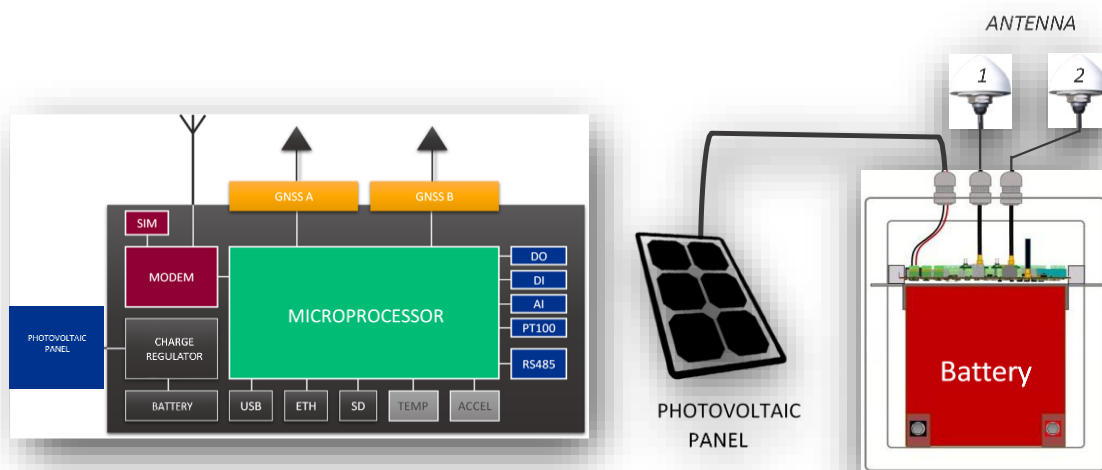 ANTENNA
1
2
GNSS A
GNSS B
SIM
MODEM
MICROPROCESSOR
DO
DI
AI
PT100
RS485
PHOTOVOLTAIC
PANEL
CHARGE
REGULATOR
BATTERY
USB
ETH
SD
TEMP
ACCEL
PHOTOVOLTAIC
PANEL
Battery